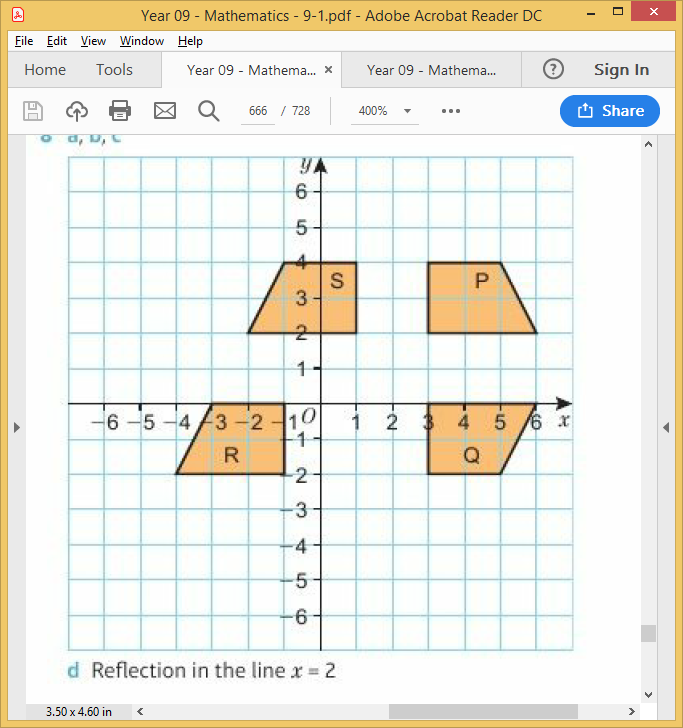 Year 09 - Mathematics - 9-1.pdf - Adobe Acrobat Reader DC
File Edit View Window Help
Home Tools Year 09 - Mathema... × Year 09 - Mathema... ? Sign In
666 / 728 400% Share
8 a, b, c
y
6
5
4 S P
3
2
1
−6 −5 −4 −3 −2 −1 O 1 2 3 4 5 6 x
−1
R Q
−2
−3
−4
−5
−6
d Reflection in the line x = 2
3.50 x 4.60 in